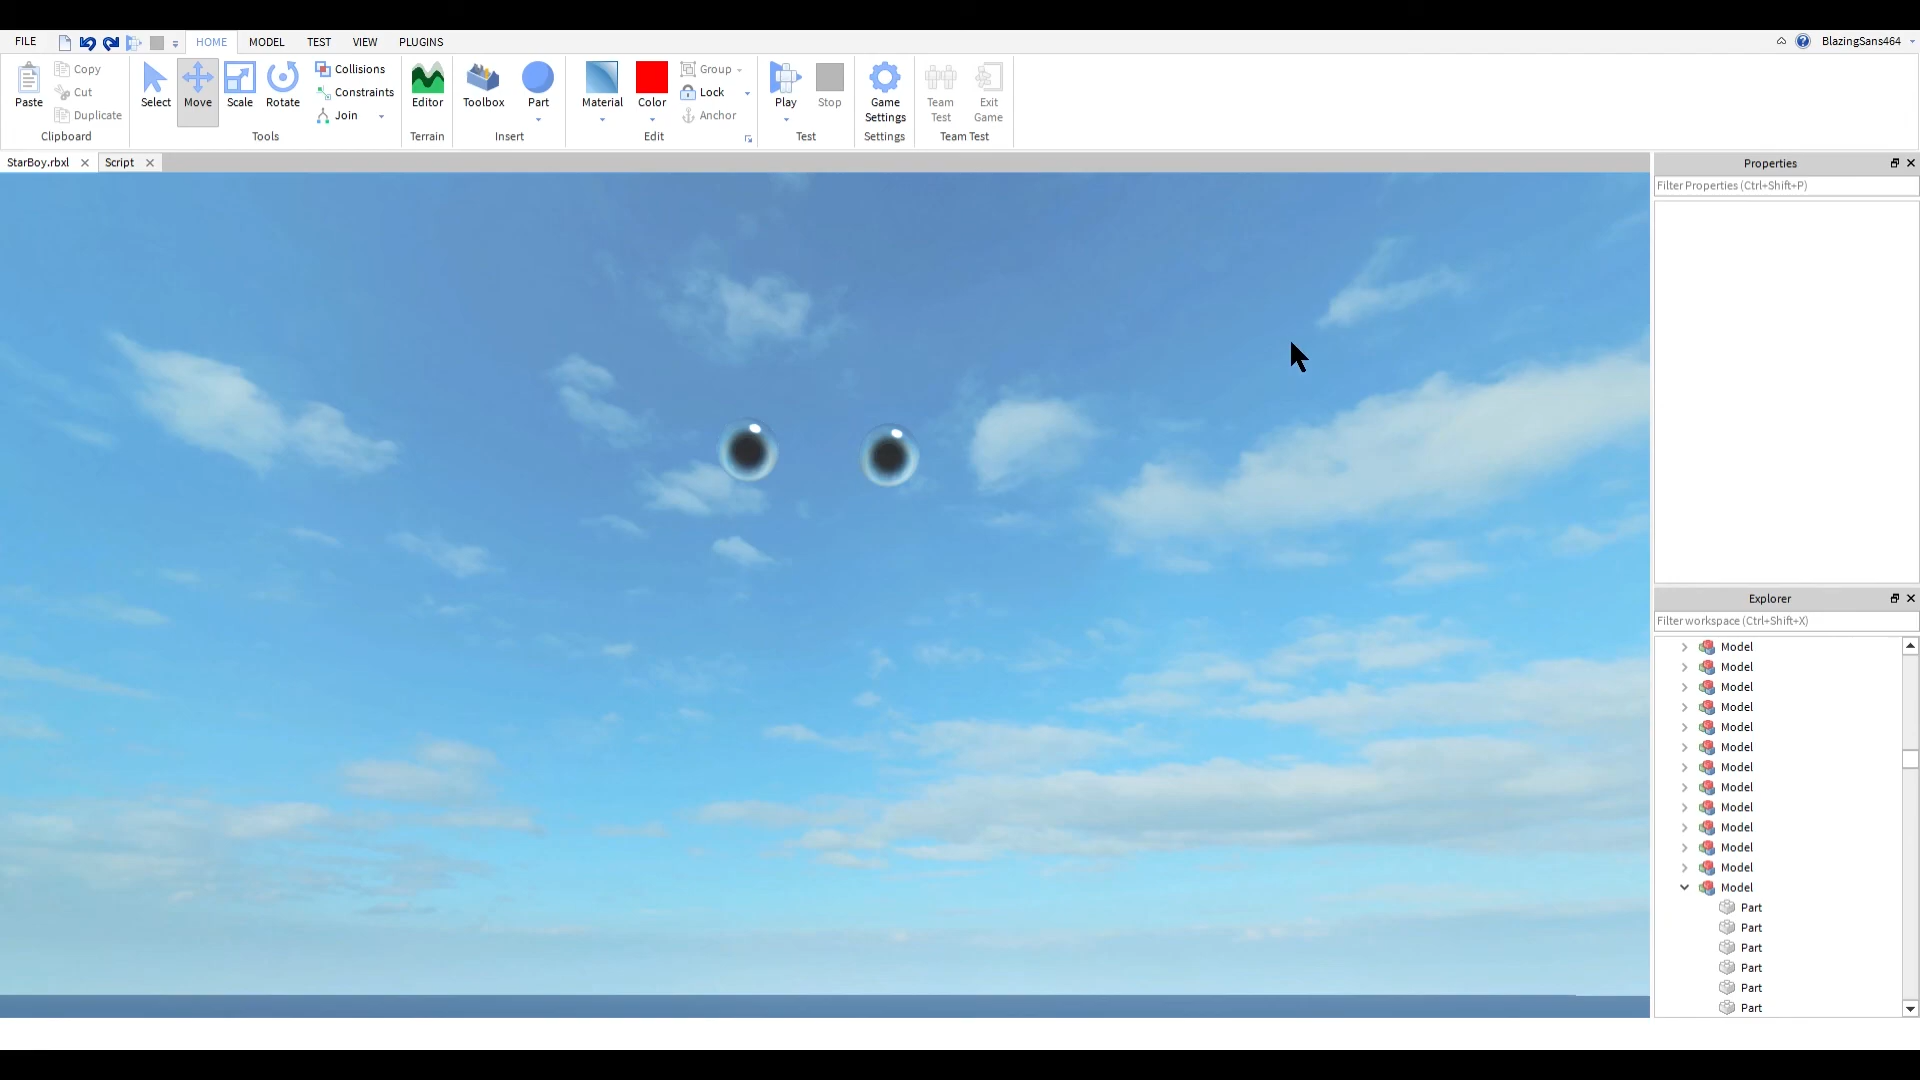 FILE HOME MODEL TEST VIEW PLUGINS BlazingSans464
Paste Copy Cut Duplicate Clipboard
Select Move Scale Rotate Collisions Constraints Join Tools
Editor Terrain
Toolbox Part Insert
Material Color Group Lock Anchor Edit
Play Stop Test
Game Settings Settings
Team Test Exit Game Team Test
StarBoy.rbxl Script
Properties
Filter Properties (Ctrl+Shift+P)
Explorer
Filter workspace (Ctrl+Shift+X)
Model
Model
Model
Model
Model
Model
Model
Model
Model
Model
Model
Model
Model
Part
Part
Part
Part
Part
Part